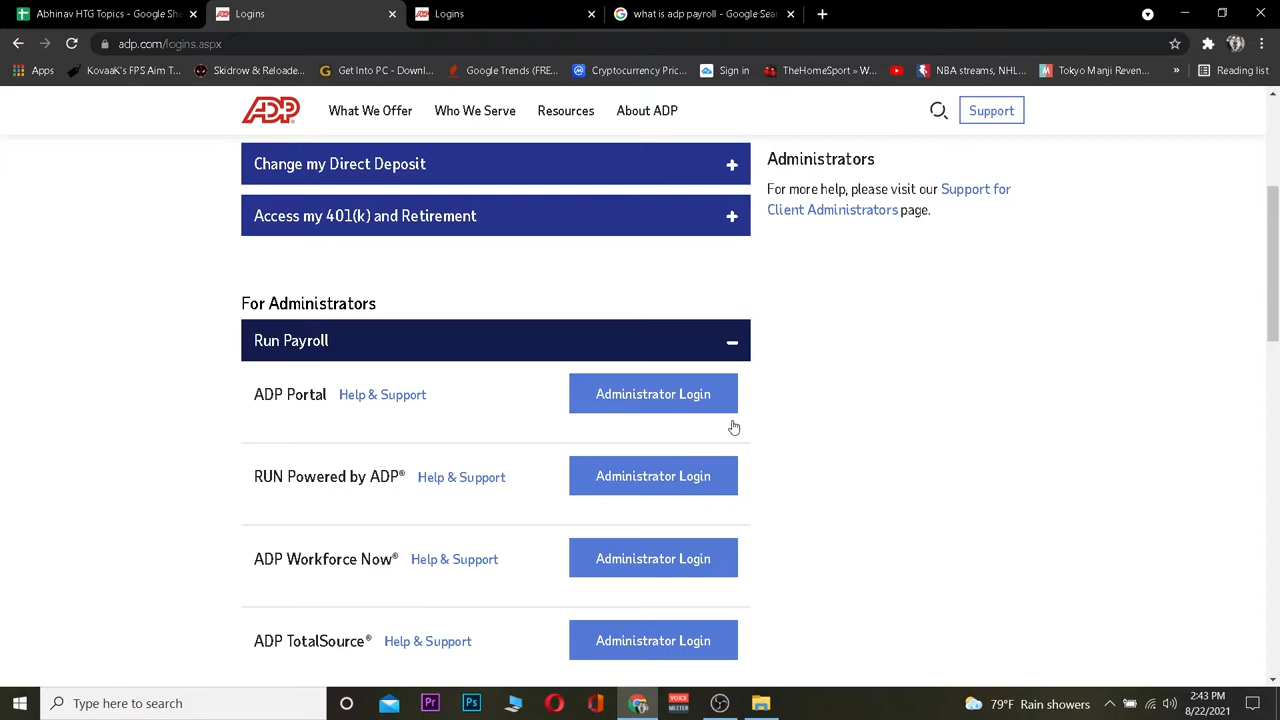 Abhinav HTG Topics - Google She
Logins
Logins
what is adp payroll - Google Sear
adp.com/logins.aspx
Apps
KovaaK's FPS Aim T...
Skidrow & Reloade...
Get Into PC - Downl...
Google Trends (FRE...
Cryptocurrency Pric...
Sign in
TheHomeSport » W...
NBA streams, NHL...
Tokyo Manji Reven...
»
Reading list
ADP
What We Offer
Who We Serve
Resources
About ADP
Support
Change my Direct Deposit
Access my 401(k) and Retirement
Administrators
For more help, please visit our Support for
Client Administrators page.
For Administrators
Run Payroll
ADP Portal Help & Support Administrator Login
RUN Powered by ADP® Help & Support Administrator Login
ADP Workforce Now® Help & Support Administrator Login
ADP TotalSource® Help & Support Administrator Login
Type here to search
Pr
Ps
VOICE
MEETER
79°F Rain showers
2:43 PM
8/22/2021